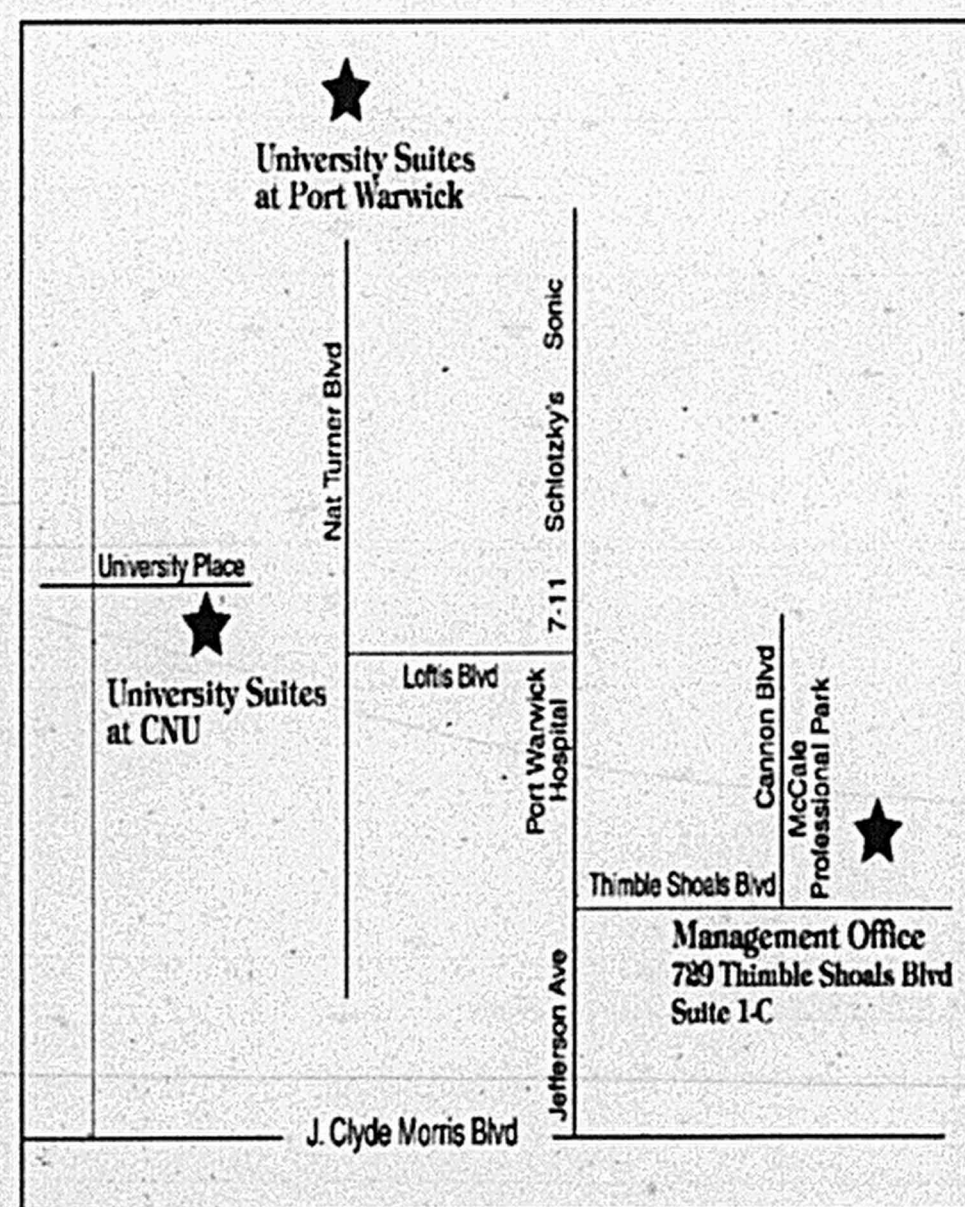 University Suites
at Port Warwick
Sonic
Nat Turner Blvd
Schlotzky's
University Place
7-11
Loftis Blvd
University Suites
at CNU
Port Warwick
Hospital
Cannon Blvd
McCale
Professional Park
Thimble Shoals Blvd
Management Office
789 Thimble Shoals Blvd
Suite 1-C
Jefferson Ave
J. Clyde Morris Blvd